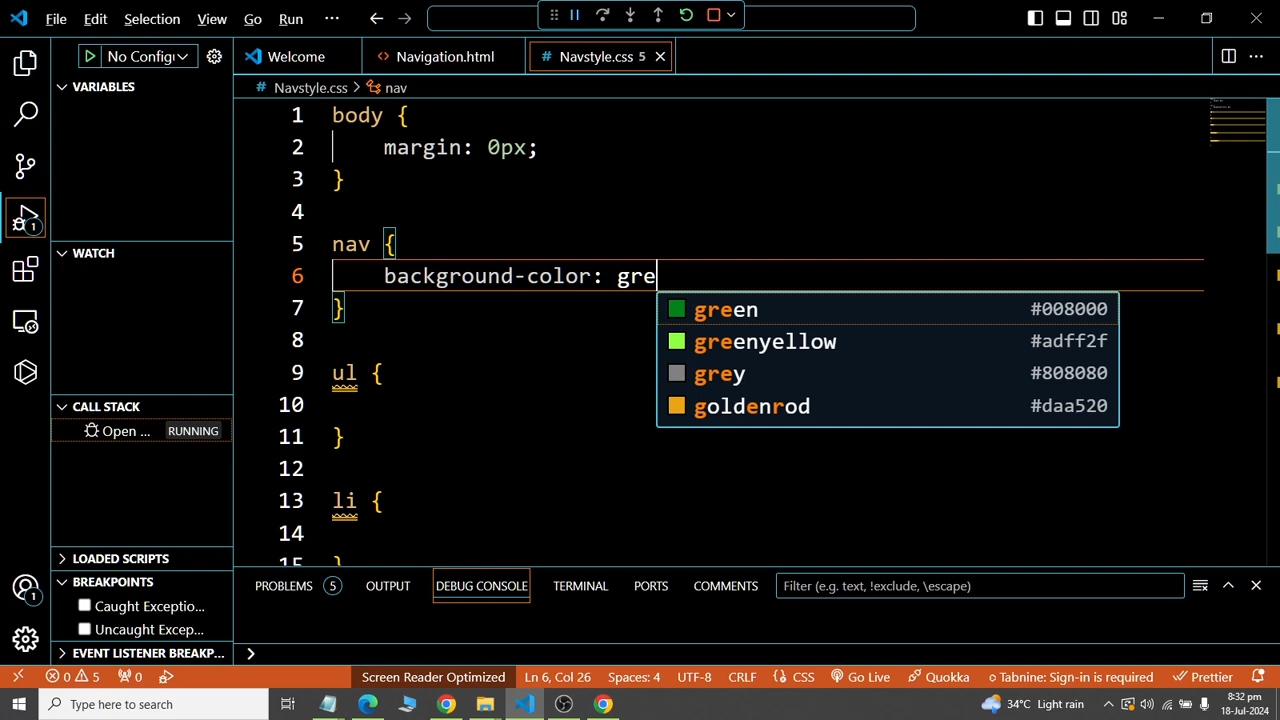 File Edit Selection View Go Run ···
No Config
Welcome Navigation.html # Navstyle.css 5
VARIABLES
# Navstyle.css > nav
1 body {
2 margin: 0px;
3 }
4
5 nav {
6 background-color: gre
7 }
8
9 ul {
10
11 }
12
13 li {
14
15 }
green #008000
greenyellow #adff2f
grey #808080
goldenrod #daa520
WATCH
CALL STACK
Open ... RUNNING
LOADED SCRIPTS
BREAKPOINTS
Caught Exceptio...
Uncaught Excep...
EVENT LISTENER BREAKP...
1
1
PROBLEMS 5 OUTPUT DEBUG CONSOLE TERMINAL PORTS COMMENTS Filter (e.g. text, !exclude, \escape)
>
0 5 0 Screen Reader Optimized Ln 6, Col 26 Spaces: 4 UTF-8 CRLF {} CSS Go Live Quokka Tabnine: Sign-in is required Prettier
Type here to search 34°C Light rain 8:32 pm
18-Jul-2024